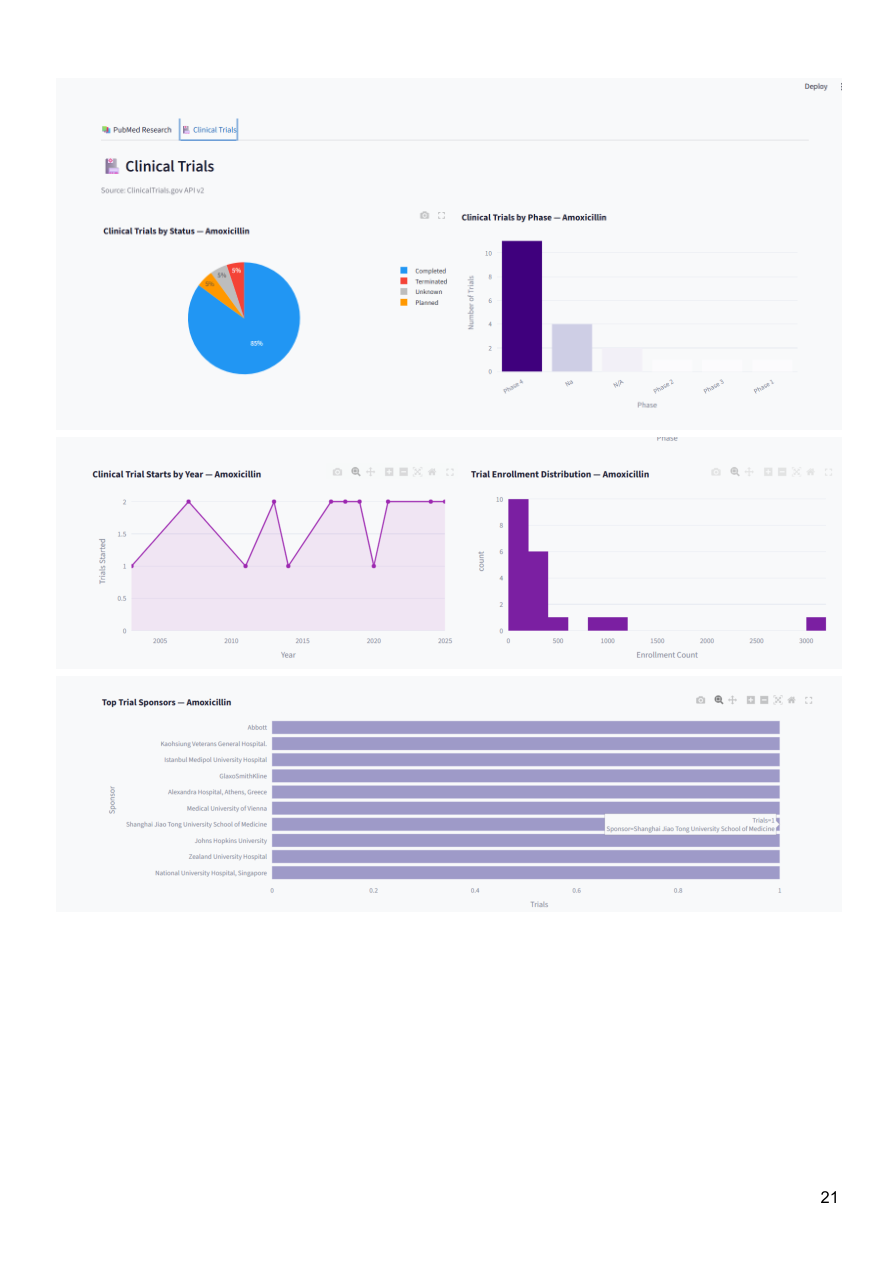 Deploy
PubMed Research
Clinical Trials
Clinical Trials
Source: ClinicalTrials.gov API v2
Clinical Trials by Status — Amoxicillin
5%
5%
5%
85%
Completed
Terminated
Unknown
Planned
Clinical Trials by Phase — Amoxicillin
Number of Trials
10
8
6
4
2
0
Phase 4
Na
N/A
Phase 2
Phase 3
Phase 1
Phase
Phase
Clinical Trial Starts by Year — Amoxicillin
Trials Started
2
1.5
1
0.5
0
2005
2010
2015
2020
2025
Year
Trial Enrollment Distribution — Amoxicillin
count
10
8
6
4
2
0
0
500
1000
1500
2000
2500
3000
Enrollment Count
Top Trial Sponsors — Amoxicillin
Sponsor
Abbott
Kaohsiung Veterans General Hospital.
Istanbul Medipol University Hospital
GlaxoSmithKline
Alexandra Hospital, Athens, Greece
Medical University of Vienna
Shanghai Jiao Tong University School of Medicine
Trials=1
Sponsor=Shanghai Jiao Tong University School of Medicine
Johns Hopkins University
Zealand University Hospital
National University Hospital, Singapore
0
0.2
0.4
0.6
0.8
1
Trials
21